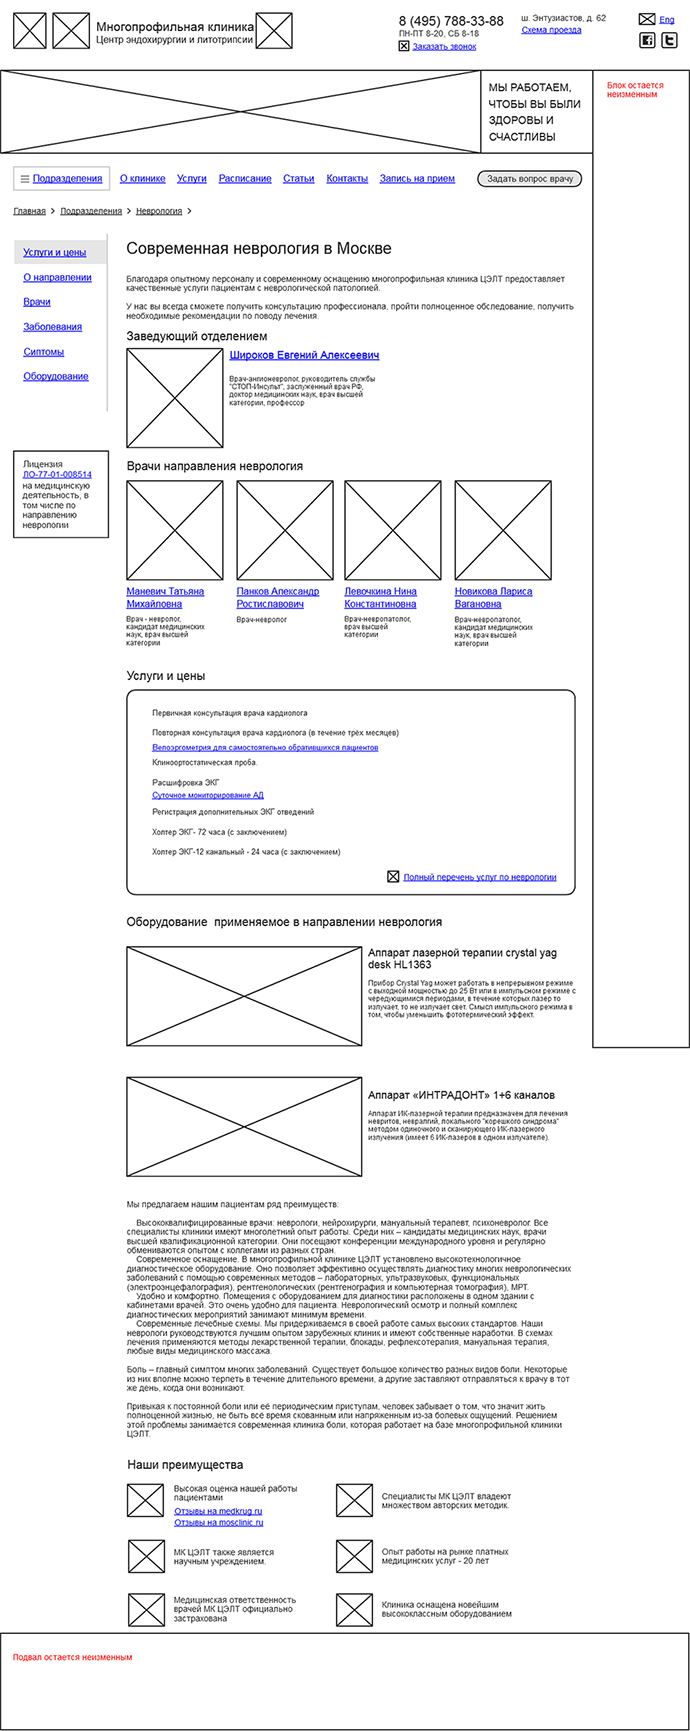 Многопрофильная клиника
Центр эндохирургии и литотрипсии
8 (495) 788-33-88
ПН-ПТ 8-20, СБ 8-18
Заказать звонок
ш. Энтузиастов, д. 62
Схема проезда
Eng
МЫ РАБОТАЕМ,
ЧТОБЫ ВЫ БЫЛИ
ЗДОРОВЫ И
СЧАСТЛИВЫ
Блок остается
неизменным
Подразделения О клинике Услуги Расписание Статьи Контакты Запись на прием Задать вопрос врачу
Главная > Подразделения > Неврология >
Услуги и цены
О направлении
Врачи
Заболевания
Сиптомы
Оборудование
Лицензия
ЛО-77-01-008514
на медицинскую
деятельность, в
том числе по
направлению
неврологии
Современная неврология в Москве
Благодаря опытному персоналу и современному оснащению многопрофильная клиника ЦЭЛТ предоставляет
качественные услуги пациентам с неврологической патологией.
У нас вы всегда сможете получить консультацию профессионала, пройти полноценное обследование, получить
необходимые рекомендации по поводу лечения.
Заведующий отделением
Широков Евгений Алексеевич
Врач-ангионевролог, руководитель службы
"СТОП-Инсульт", заслуженный врач РФ,
доктор медицинских наук, врач высшей
категории, профессор
Врачи направления неврология
Маневич Татьяна
Михайловна
Врач - невролог,
кандидат медицинских
наук, врач высшей
категории
Панков Александр
Ростиславович
Врач-невролог
Левочкина Нина
Константиновна
Врач-невропатолог,
врач высшей
категории
Новикова Лариса
Вагановна
Врач-невропатолог,
кандидат медицинских
наук, врач высшей
категории
Услуги и цены
Первичная консультация врача кардиолога
Повторная консультация врача кардиолога (в течение трёх месяцев)
Велоэргометрия для самостоятельно обратившихся пациентов
Клиноортостатическая проба.
Расшифровка ЭКГ
Суточное мониторирование АД
Регистрация дополнительных ЭКГ отведений
Холтер ЭКГ- 72 часа (с заключением)
Холтер ЭКГ-12 канальный - 24 часа (с заключением)
Полный перечень услуг по неврологии
Оборудование применяемое в направлении неврология
Аппарат лазерной терапии crystal yag
desk HL1363
Прибор Crystal Yag может работать в непрерывном режиме
с выходной мощностью до 25 Вт или в импульсном режиме с
чередующимися периодами, в течение которых лазер то
излучает, то не излучает свет. Смысл импульсного режима в
том, чтобы уменьшить фототермический эффект.
Аппарат «ИНТРАДОНТ» 1+6 каналов
Аппарат ИК-лазерной терапии предназначен для лечения
невритов, невралгий, локального "корешкого синдрома"
методом одиночного и сканирующего ИК-лазерного
излучения (имеет 6 ИК-лазеров в одном излучателе).
Мы предлагаем нашим пациентам ряд преимуществ:
Высококвалифицированные врачи: неврологи, нейрохирурги, мануальный терапевт, психоневролог. Все
специалисты клиники имеют многолетний опыт работы. Среди них – кандидаты медицинских наук, врачи
высшей квалификационной категории. Они посещают конференции международного уровня и регулярно
обмениваются опытом с коллегами из разных стран.
Современное оснащение. В многопрофильной клинике ЦЭЛТ установлено высокотехнологичное
диагностическое оборудование. Оно позволяет эффективно осуществлять диагностику многих неврологических
заболеваний с помощью современных методов – лабораторных, ультразвуковых, функциональных
(электроэнцефалография), рентгенологических (рентгенография и компьютерная томография), МРТ.
Удобно и комфортно. Помещения с оборудованием для диагностики расположены в одном здании с
кабинетами врачей. Это очень удобно для пациента. Неврологический осмотр и полный комплекс
диагностических мероприятий занимают минимум времени.
Современные лечебные схемы. Мы придерживаемся в своей работе самых высоких стандартов. Наши
неврологи руководствуются лучшим опытом зарубежных клиник и имеют собственные наработки. В схемах
лечения применяются методы лекарственной терапии, блокады, рефлексотерапия, мануальная терапия,
любые виды медицинского массажа.
Боль – главный симптом многих заболеваний. Существует большое количество разных видов боли. Некоторые
из них вполне можно терпеть в течение длительного времени, а другие заставляют отправляться к врачу в тот
же день, когда они возникают.
Привыкая к постоянной боли или её периодическим приступам, человек забывает о том, что значит жить
полноценной жизнью, не быть всё время скованным или напряженным из-за болевых ощущений. Решением
этой проблемы занимается современная клиника боли, которая работает на базе многопрофильной клиники
ЦЭЛТ.
Наши преимущества
Высокая оценка нашей работы
пациентами
Отзывы на medkrug.ru
Отзывы на mosclinic.ru
Специалисты МК ЦЭЛТ владеют
множеством авторских методик.
МК ЦЭЛТ также является
научным учреждением.
Опыт работы на рынке платных
медицинских услуг - 20 лет
Медицинская ответственность
врачей МК ЦЭЛТ официально
застрахована
Клиника оснащена новейшим
высококлассным оборудованием
Подвал остается неизменным